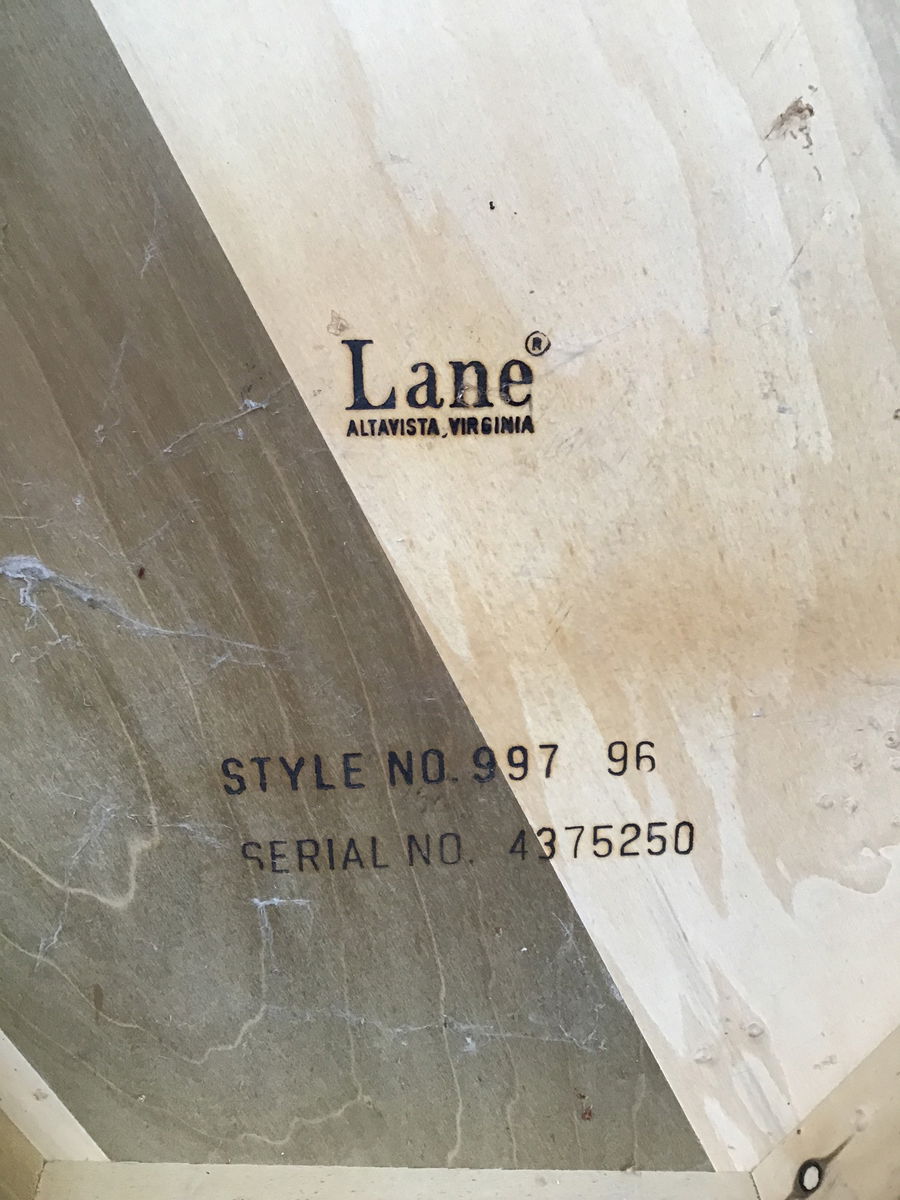 Lane®
ALTAVISTA, VIRGINIA
STYLE NO. 997 96
SERIAL NO. 4375250